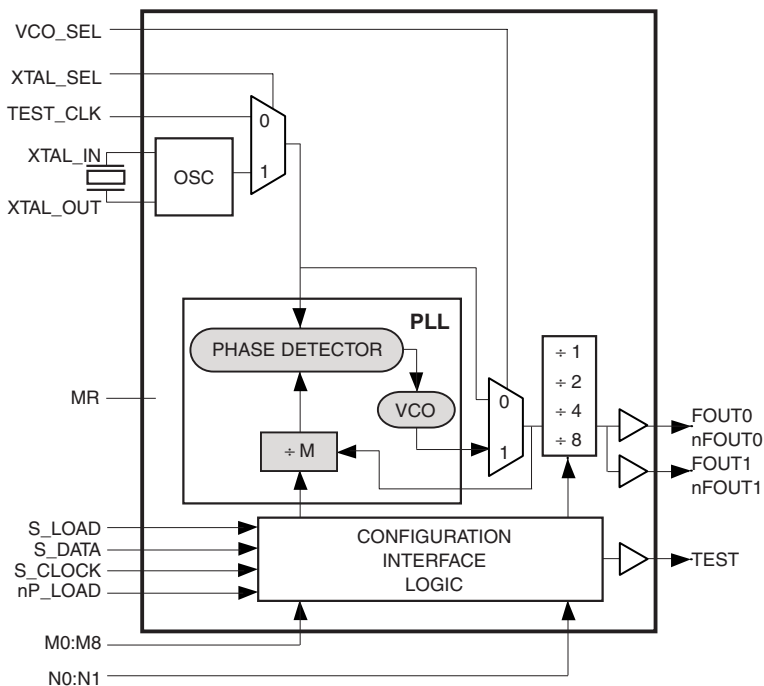 VCO_SEL
XTAL_SEL
TEST_CLK
0
XTAL_IN
OSC
1
XTAL_OUT
PLL
PHASE DETECTOR
÷ 1
÷ 2
÷ 4
÷ 8
MR
VCO
0
1
FOUT0
nFOUT0
FOUT1
nFOUT1
÷ M
S_LOAD
S_DATA
S_CLOCK
nP_LOAD
CONFIGURATION
INTERFACE
LOGIC
TEST
M0:M8
N0:N1